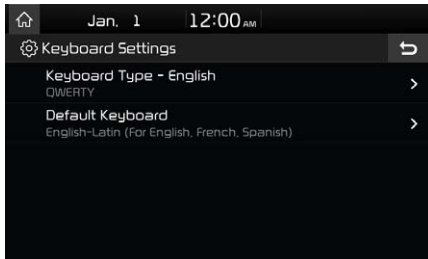 Jan. 1 12:00 AM
Keyboard Settings
Keyboard Type - English
QWERTY
Default Keyboard
English-Latin (For English, French, Spanish)